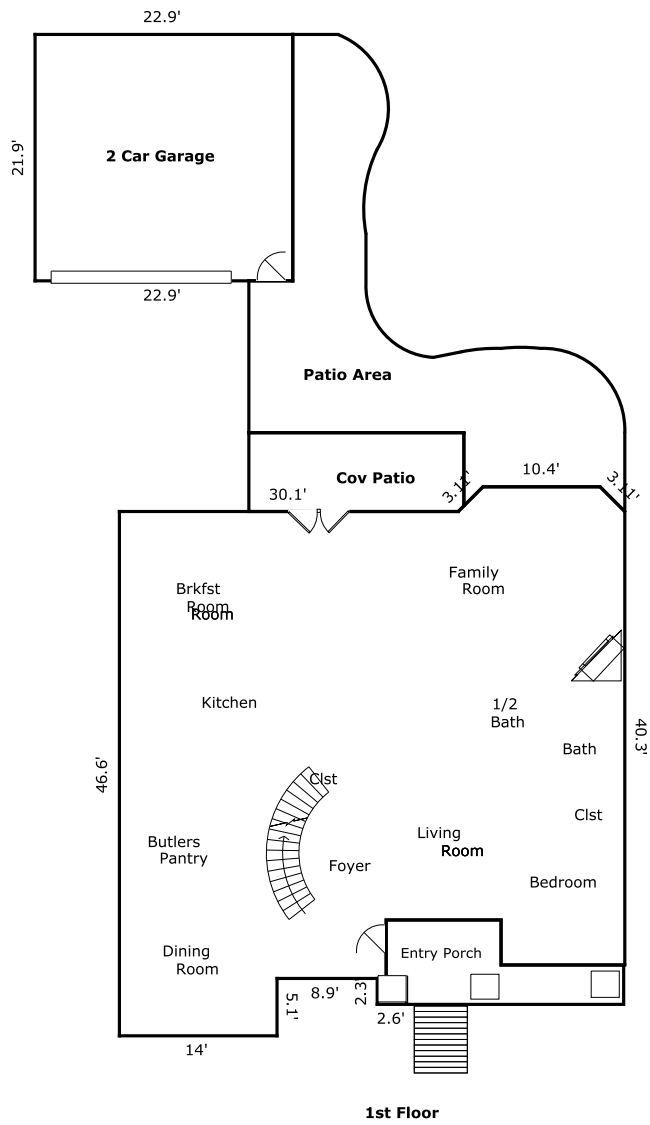 22.9'
21.9'
2 Car Garage
22.9'
Patio Area
Cov Patio
30.1'
3.11'
10.4'
3.11'
Brkfst
Room
Room
Family
Room
Kitchen
1/2
Bath
Bath
40.3'
46.6'
Clst
Clst
Butlers
Pantry
Living
Room
Foyer
Bedroom
Dining
Room
Entry Porch
5.1'
8.9'
2.3'
2.6'
14'
1st Floor